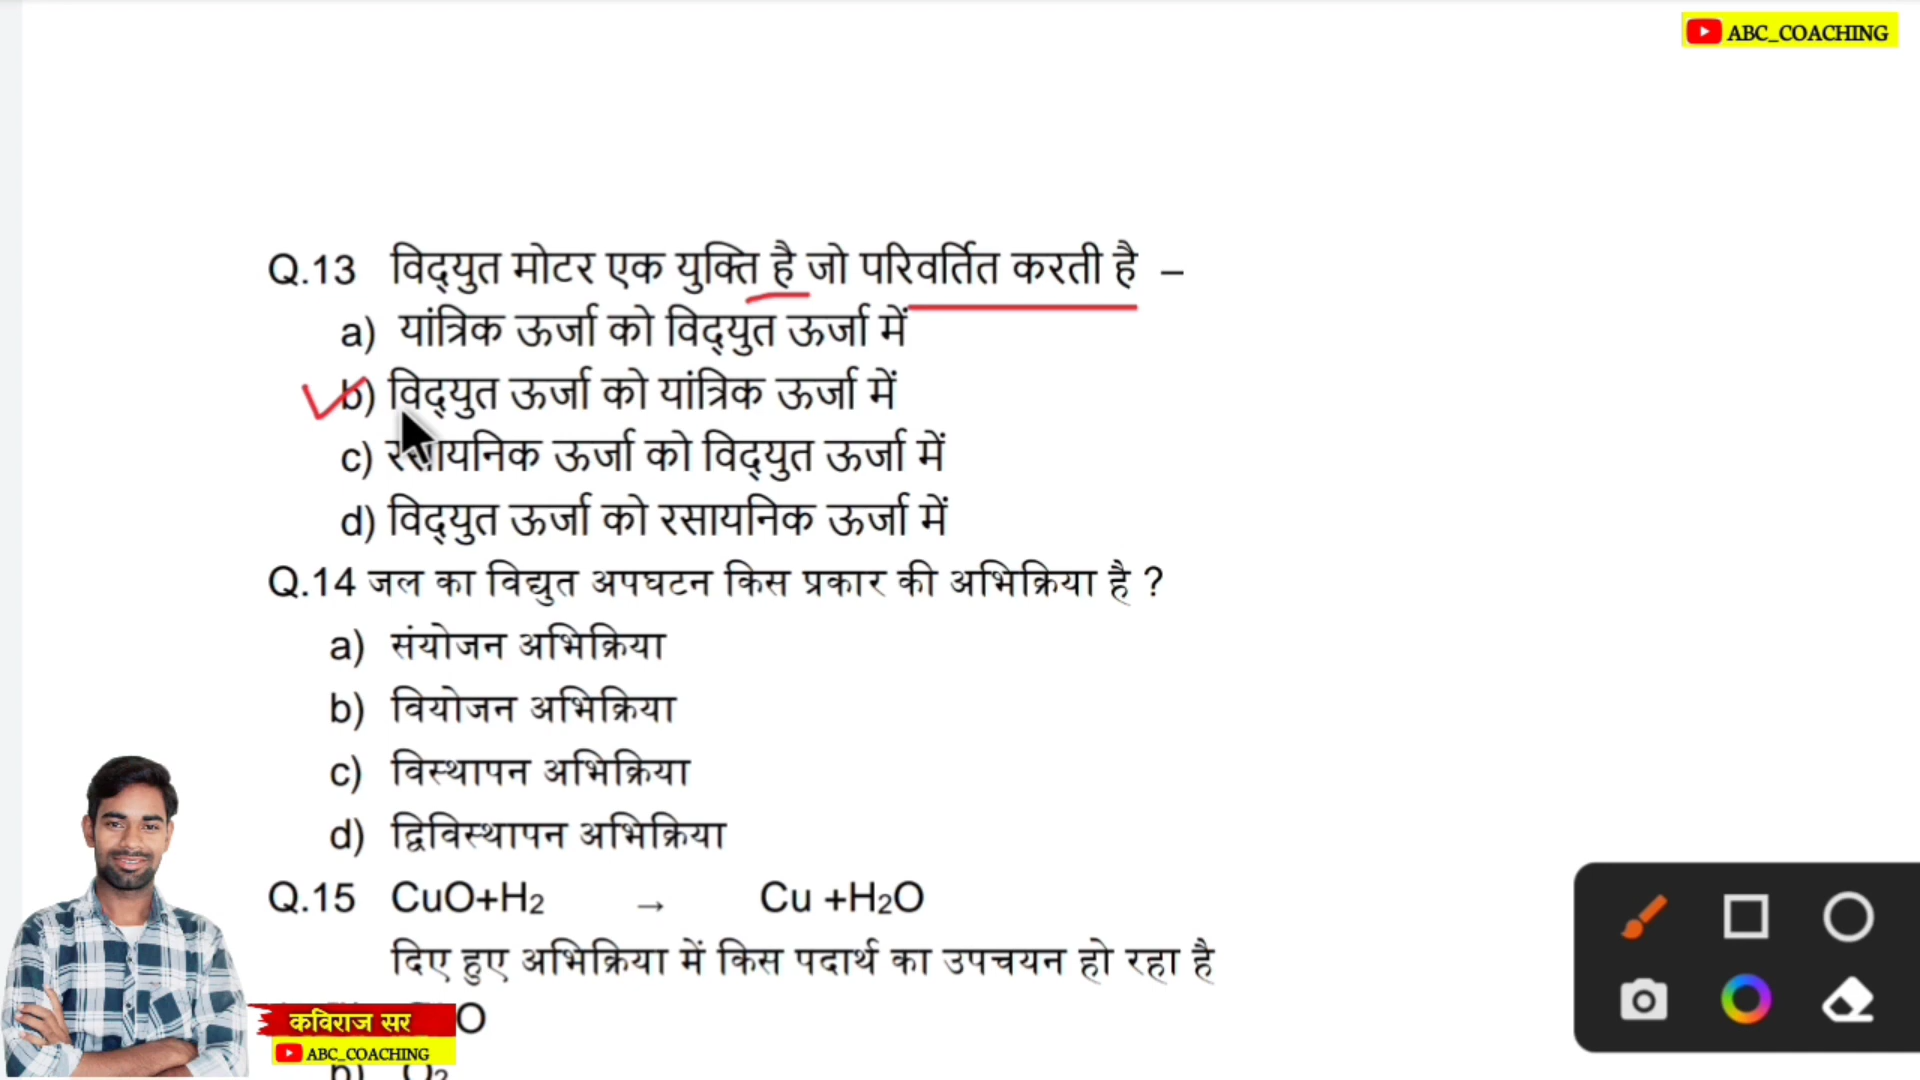 ABC_COACHING
Q.13 विद्युत मोटर एक युक्ति है जो परिवर्तित करती है –
a) यांत्रिक ऊर्जा को विद्युत ऊर्जा में
b) विद्युत ऊर्जा को यांत्रिक ऊर्जा में
c) रसायनिक ऊर्जा को विद्युत ऊर्जा में
d) विद्युत ऊर्जा को रसायनिक ऊर्जा में
Q.14 जल का विद्युत अपघटन किस प्रकार की अभिक्रिया है ?
a) संयोजन अभिक्रिया
b) वियोजन अभिक्रिया
c) विस्थापन अभिक्रिया
d) द्विविस्थापन अभिक्रिया
Q.15 CuO+H₂ → Cu +H₂O
दिए हुए अभिक्रिया में किस पदार्थ का उपचयन हो रहा है
कविराज सर
ABC_COACHING
b) O₂